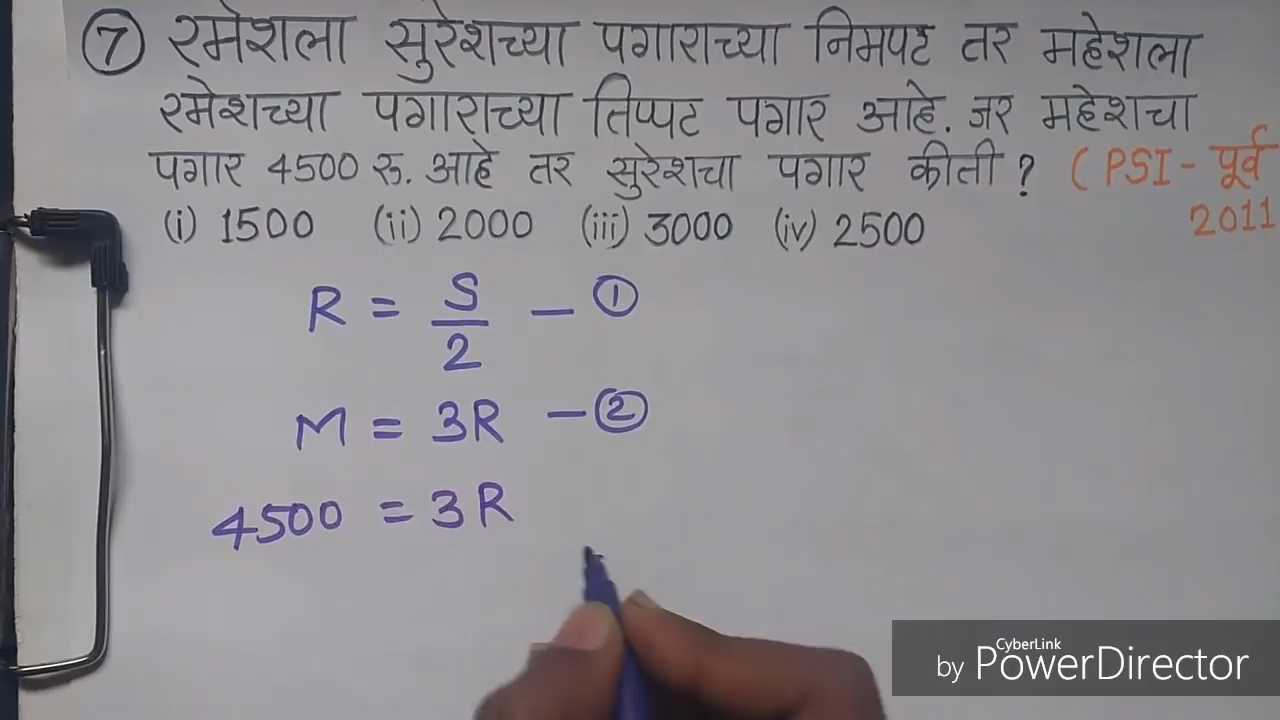 7 रमेशला सुरेशच्या पगाराच्या निमपट तर महेशला
रमेशच्या पगाराच्या तिप्पट पगार आहे. जर महेशचा
पगार 4500 रु. आहे तर सुरेशचा पगार कीती ? (PSI - पूर्व
2011
(i) 1500 (ii) 2000 (iii) 3000 (iv) 2500
R = S/2 — 1
M = 3R — 2
4500 = 3R
CyberLink
by PowerDirector